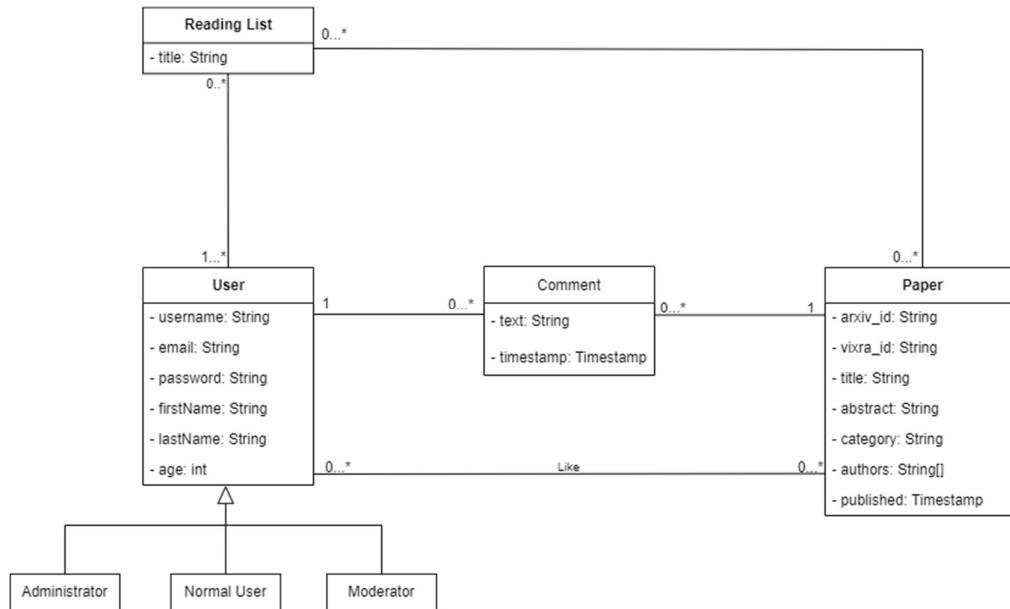 Reading List
- title: String
0...*
0..*
1...*
0...*
User
- username: String
- email: String
- password: String
- firstName: String
- lastName: String
- age: int
1
0...*
Comment
- text: String
- timestamp: Timestamp
0...*
1
Paper
- arxiv_id: String
- vixra_id: String
- title: String
- abstract: String
- category: String
- authors: String[]
- published: Timestamp
0...*
Like
0...*
Administrator
Normal User
Moderator